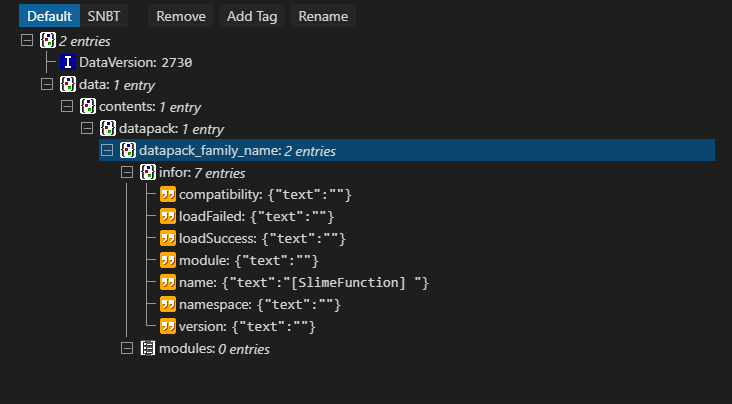 Default SNBT Remove Add Tag Rename
2 entries
I DataVersion: 2730
data: 1 entry
contents: 1 entry
datapack: 1 entry
datapack_family_name: 2 entries
infor: 7 entries
compatibility: {"text":""}
loadFailed: {"text":""}
loadSuccess: {"text":""}
module: {"text":""}
name: {"text":"[SlimeFunction] "}
namespace: {"text":""}
version: {"text":""}
modules: 0 entries